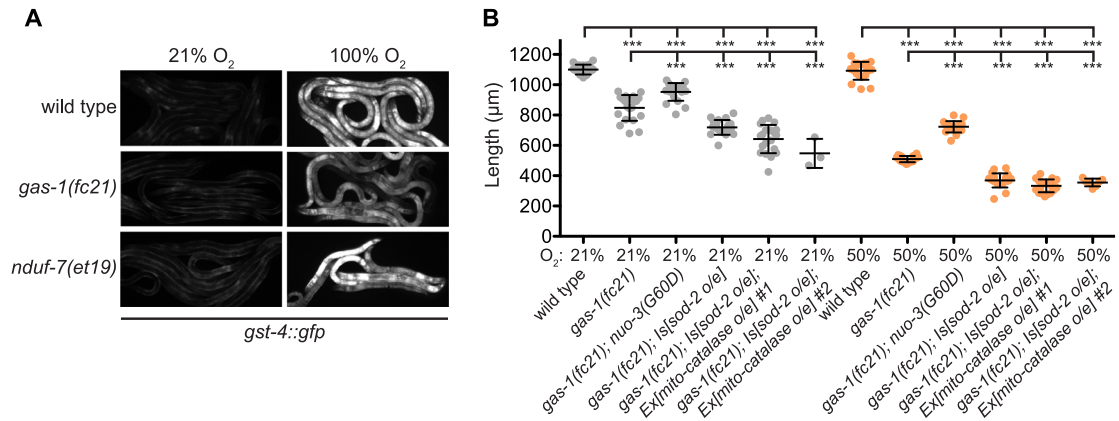 A
21% O2
100% O2
wild type
gas-1(fc21)
nduf-7(et19)
gst-4::gfp
B
*** *** *** *** *** *** *** *** *** ***
*** *** *** *** *** *** *** ***
Length (μm)
1200
1000
800
600
400
200
0
O2: 21% 21% 21% 21% 21% 21% 50% 50% 50% 50% 50% 50%
wild type
gas-1(fc21)
gas-1(fc21); nuo-3(G60D)
gas-1(fc21); Is[sod-2 o/e]
gas-1(fc21); Is[sod-2 o/e];
Ex[mito-catalase o/e] #1
gas-1(fc21); Is[sod-2 o/e];
Ex[mito-catalase o/e] #2
wild type
gas-1(fc21)
gas-1(fc21); nuo-3(G60D)
gas-1(fc21); Is[sod-2 o/e]
gas-1(fc21); Is[sod-2 o/e];
Ex[mito-catalase o/e] #1
gas-1(fc21); Is[sod-2 o/e];
Ex[mito-catalase o/e] #2